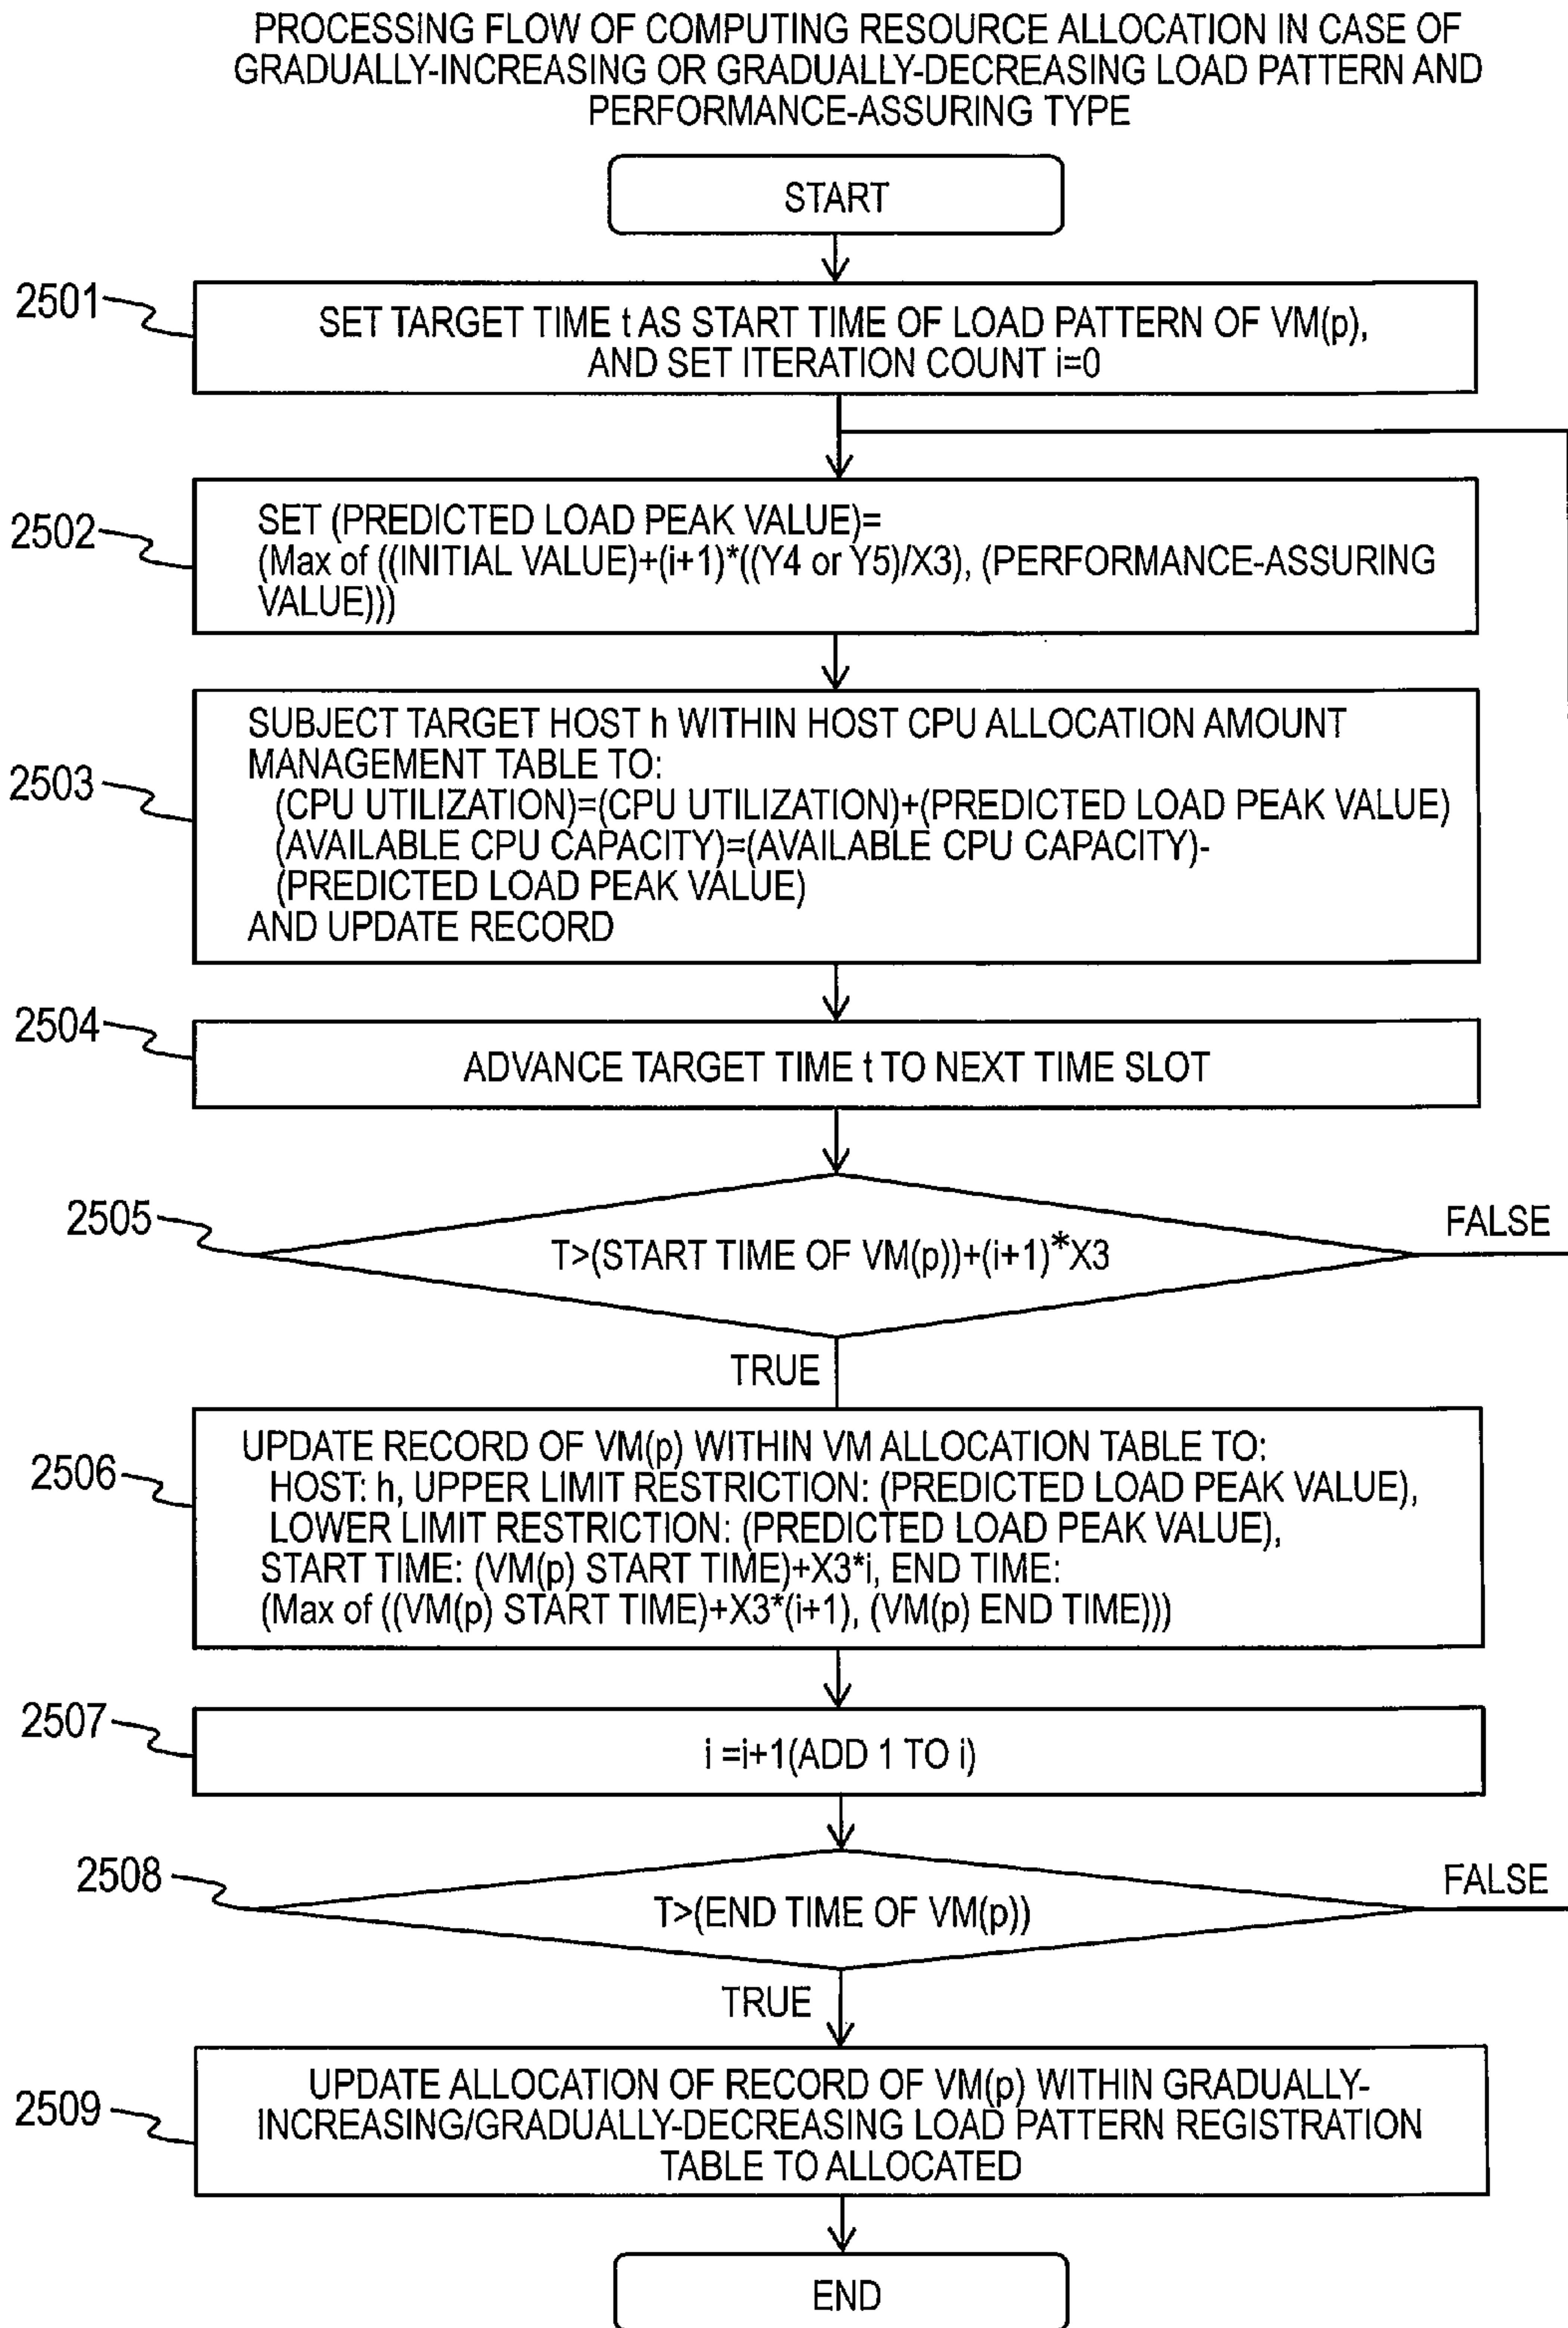 PROCESSING FLOW OF COMPUTING RESOURCE ALLOCATION IN CASE OF
GRADUALLY-INCREASING OR GRADUALLY-DECREASING LOAD PATTERN AND
PERFORMANCE-ASSURING TYPE
START
2501
SET TARGET TIME t AS START TIME OF LOAD PATTERN OF VM(p),
AND SET ITERATION COUNT i=0
2502
SET (PREDICTED LOAD PEAK VALUE)=
(Max of ((INITIAL VALUE)+(i+1)*((Y4 or Y5)/X3), (PERFORMANCE-ASSURING
VALUE)))
2503
SUBJECT TARGET HOST h WITHIN HOST CPU ALLOCATION AMOUNT
MANAGEMENT TABLE TO:
(CPU UTILIZATION)=(CPU UTILIZATION)+(PREDICTED LOAD PEAK VALUE)
(AVAILABLE CPU CAPACITY)=(AVAILABLE CPU CAPACITY)-
(PREDICTED LOAD PEAK VALUE)
AND UPDATE RECORD
2504
ADVANCE TARGET TIME t TO NEXT TIME SLOT
2505
T>(START TIME OF VM(p))+(i+1)*X3
FALSE
TRUE
2506
UPDATE RECORD OF VM(p) WITHIN VM ALLOCATION TABLE TO:
HOST: h, UPPER LIMIT RESTRICTION: (PREDICTED LOAD PEAK VALUE),
LOWER LIMIT RESTRICTION: (PREDICTED LOAD PEAK VALUE),
START TIME: (VM(p) START TIME)+X3*i, END TIME:
(Max of ((VM(p) START TIME)+X3*(i+1), (VM(p) END TIME)))
2507
i =i+1(ADD 1 TO i)
2508
T>(END TIME OF VM(p))
FALSE
TRUE
2509
UPDATE ALLOCATION OF RECORD OF VM(p) WITHIN GRADUALLY-
INCREASING/GRADUALLY-DECREASING LOAD PATTERN REGISTRATION
TABLE TO ALLOCATED
END